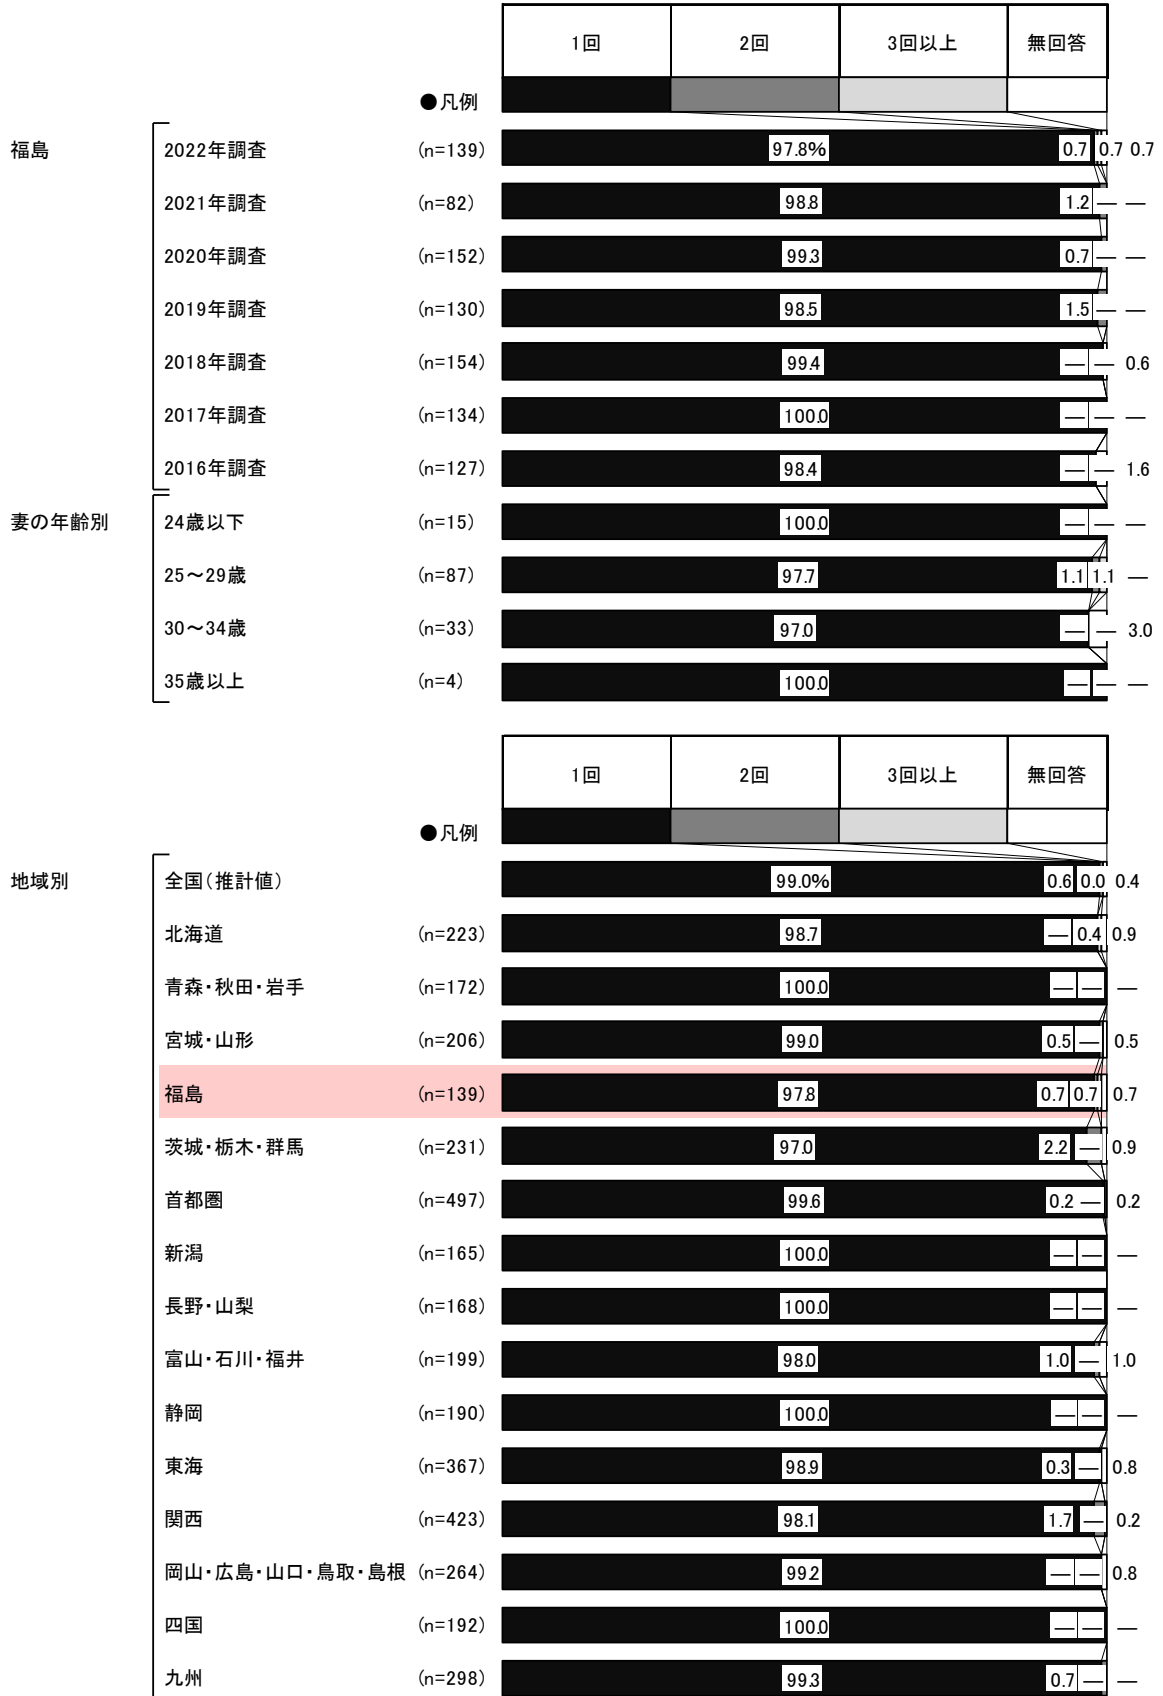 1回 2回 3回以上 無回答
●凡例
福島 2022年調査 (n=139) 97.8% 0.7 0.7 0.7
2021年調査 (n=82) 98.8 1.2 — —
2020年調査 (n=152) 99.3 0.7 — —
2019年調査 (n=130) 98.5 1.5 — —
2018年調査 (n=154) 99.4 — — 0.6
2017年調査 (n=134) 100.0 — — —
2016年調査 (n=127) 98.4 — — 1.6
妻の年齢別 24歳以下 (n=15) 100.0 — — —
25～29歳 (n=87) 97.7 1.1 1.1 —
30～34歳 (n=33) 97.0 — — 3.0
35歳以上 (n=4) 100.0 — — —
1回 2回 3回以上 無回答
●凡例
地域別 全国(推計値) 99.0% 0.6 0.0 0.4
北海道 (n=223) 98.7 — 0.4 0.9
青森・秋田・岩手 (n=172) 100.0 — — —
宮城・山形 (n=206) 99.0 0.5 — 0.5
福島 (n=139) 97.8 0.7 0.7 0.7
茨城・栃木・群馬 (n=231) 97.0 2.2 — 0.9
首都圏 (n=497) 99.6 0.2 — 0.2
新潟 (n=165) 100.0 — — —
長野・山梨 (n=168) 100.0 — — —
富山・石川・福井 (n=199) 98.0 1.0 — 1.0
静岡 (n=190) 100.0 — — —
東海 (n=367) 98.9 0.3 — 0.8
関西 (n=423) 98.1 1.7 — 0.2
岡山・広島・山口・鳥取・島根 (n=264) 99.2 — — 0.8
四国 (n=192) 100.0 — — —
九州 (n=298) 99.3 0.7 — —